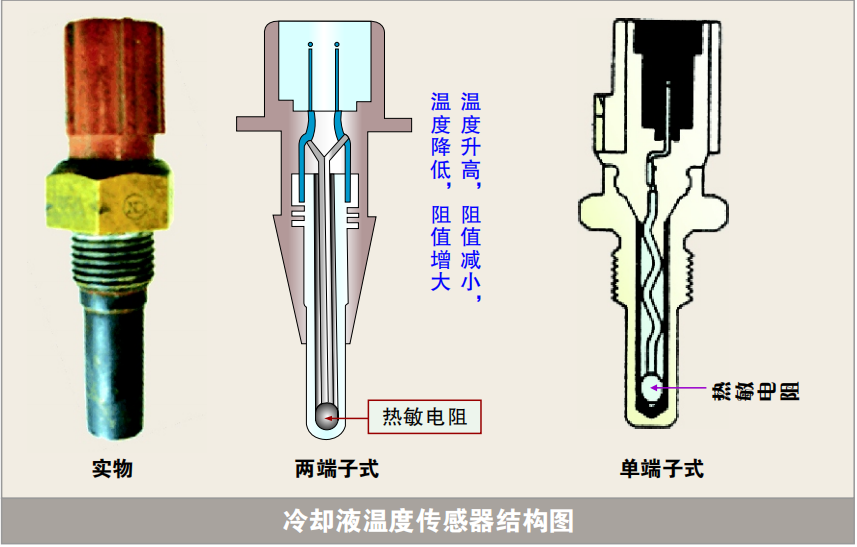 温度升高，阻值减小，
温度降低，阻值增大
热敏电阻
热敏电阻
实物
两端子式
单端子式
冷却液温度传感器结构图